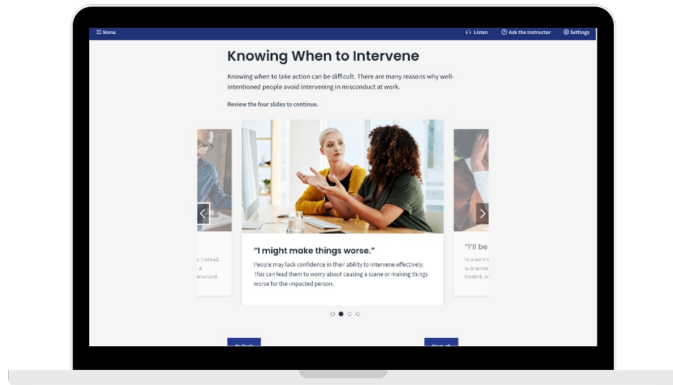 Menu
Listen
Ask the Instructor
Settings
Knowing When to Intervene
Knowing when to take action can be difficult. There are many reasons why well-
intentioned people avoid intervening in misconduct at work.
Review the four slides to continue.
"I might make things worse."
People may lack confidence in their ability to intervene effectively.
This can lead them to worry about causing a scene or making things
worse for the impacted person.
"I'll be